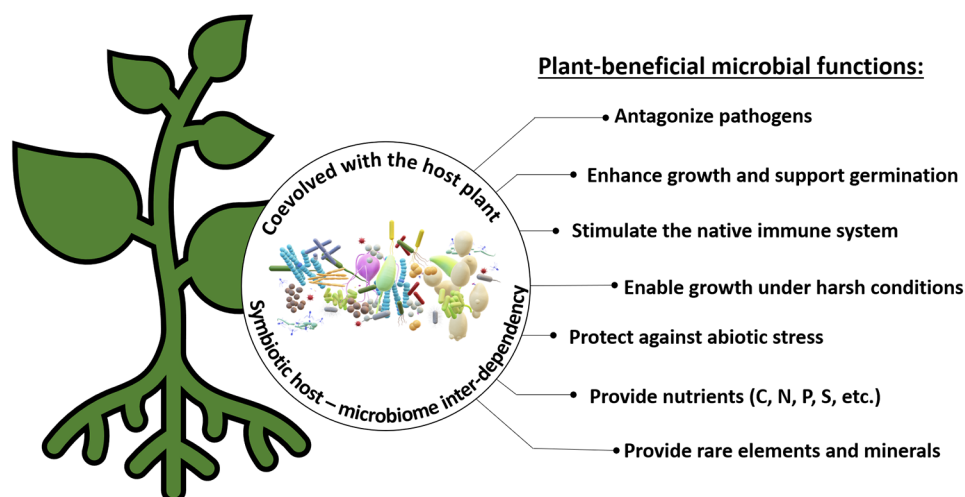 Plant-beneficial microbial functions:
Coevolved with the host plant
Symbiotic host – microbiome inter-dependency
Antagonize pathogens
Enhance growth and support germination
Stimulate the native immune system
Enable growth under harsh conditions
Protect against abiotic stress
Provide nutrients (C, N, P, S, etc.)
Provide rare elements and minerals